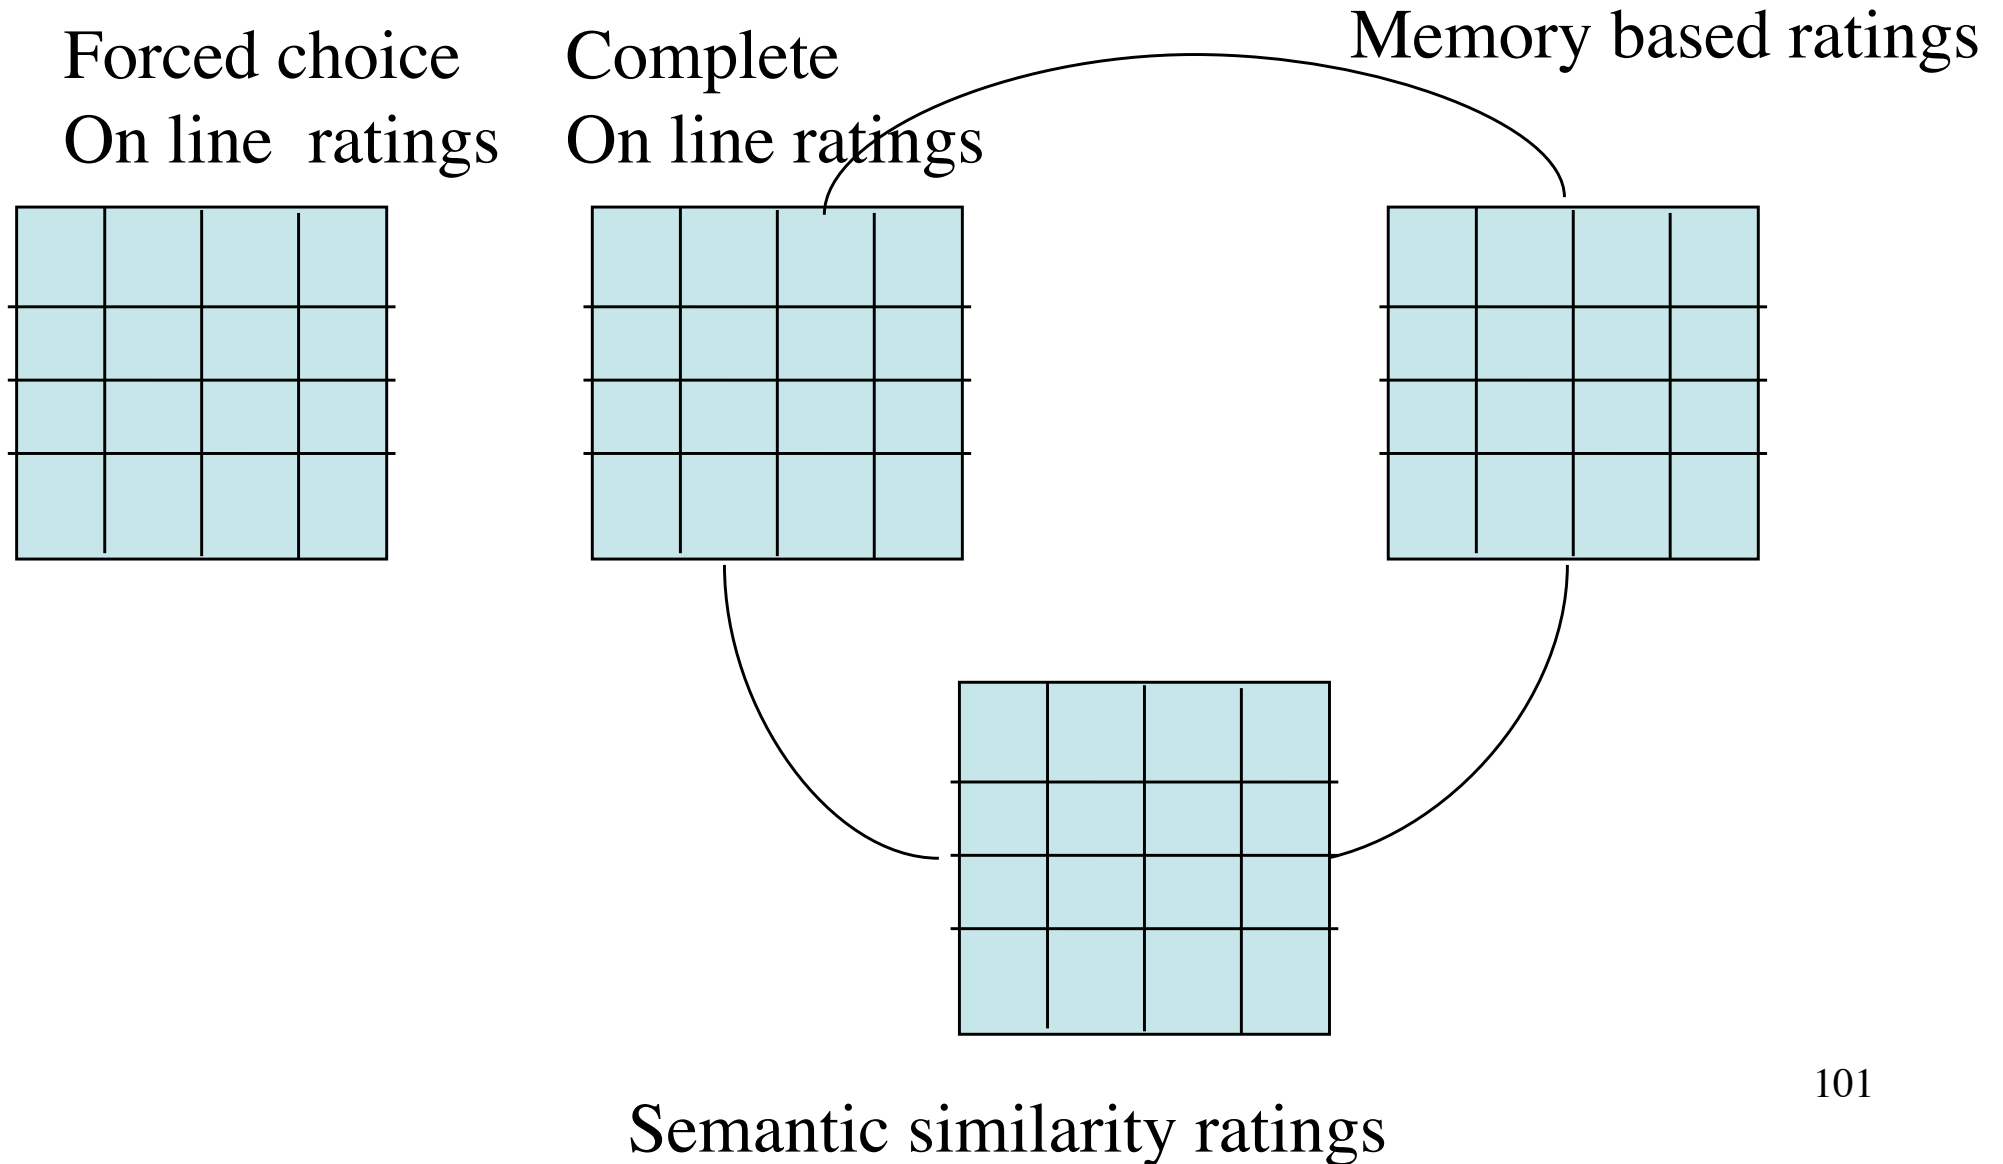 Forced choice
On line  ratings
Complete
On line ratings
Memory based ratings
Semantic similarity ratings
101